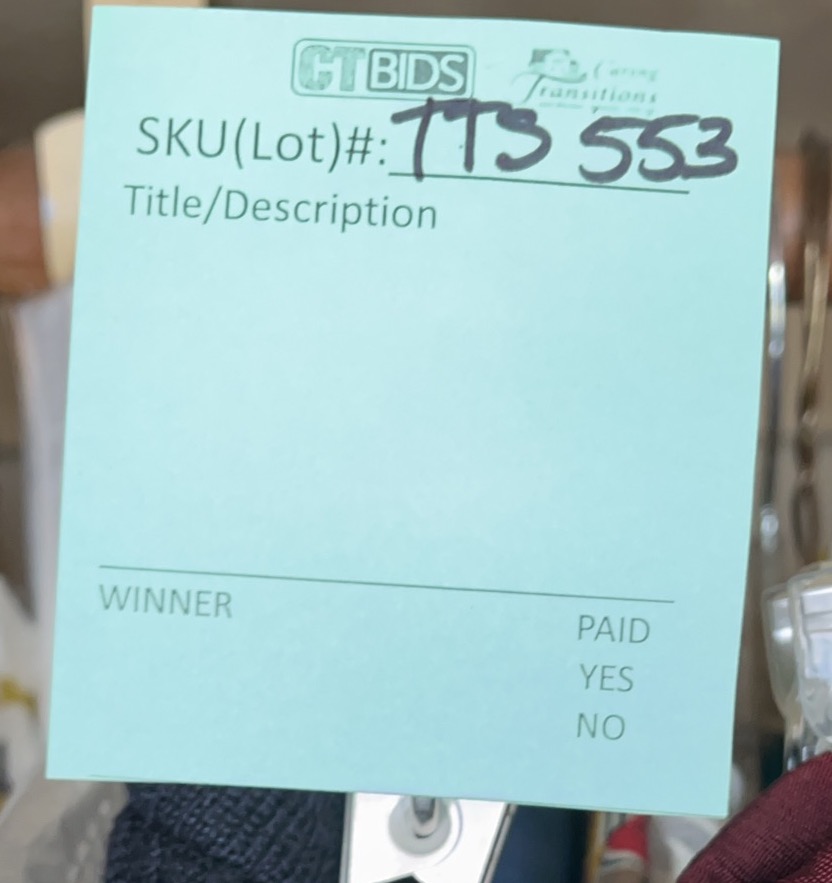 CTBIDS Caring Transitions
SKU(Lot)#: TTS 553
Title/Description
WINNER
PAID
YES
NO